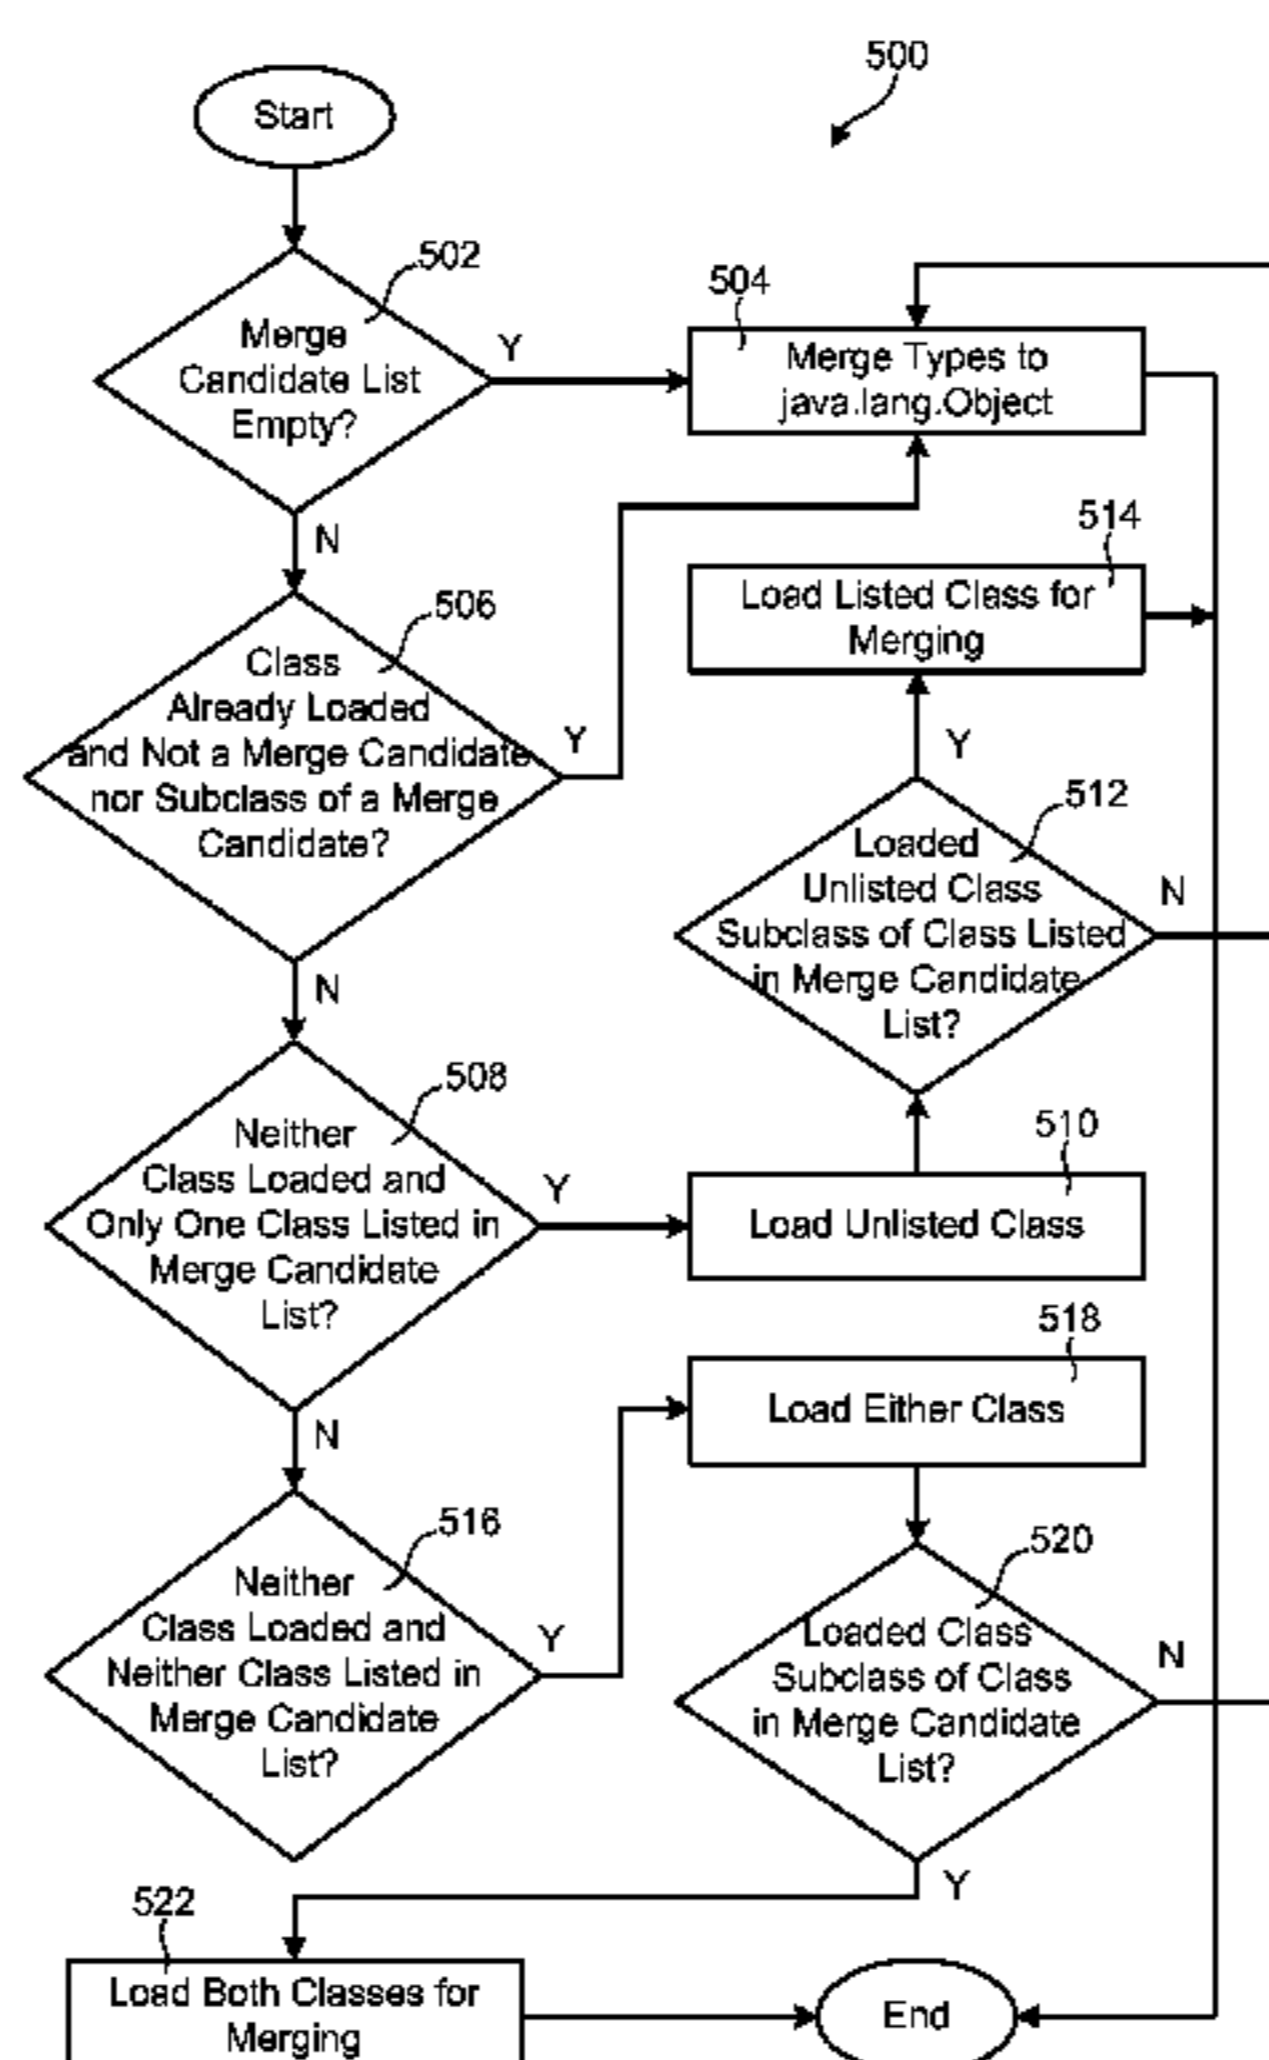 500
Start
502
Merge
Candidate List
Empty?
Y
N
504
Merge Types to
java.lang.Object
506
Class
Already Loaded
and Not a Merge Candidate
nor Subclass of a Merge
Candidate?
Y
N
514
Load Listed Class for
Merging
Y
512
Loaded
Unlisted Class
Subclass of Class Listed
in Merge Candidate
List?
N
508
Neither
Class Loaded and
Only One Class Listed in
Merge Candidate
List?
Y
N
510
Load Unlisted Class
518
Load Either Class
516
Neither
Class Loaded and
Neither Class Listed in
Merge Candidate
List?
Y
520
Loaded Class
Subclass of Class
in Merge Candidate
List?
N
Y
522
Load Both Classes for
Merging
End